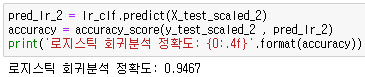 pred_lr_2 = lr_clf.predict(X_test_scaled_2)
accuracy = accuracy_score(y_test_scaled_2 , pred_lr_2)
print('로지스틱 회귀분석 정확도: {0:.4f}'.format(accuracy))
로지스틱 회귀분석 정확도: 0.9467